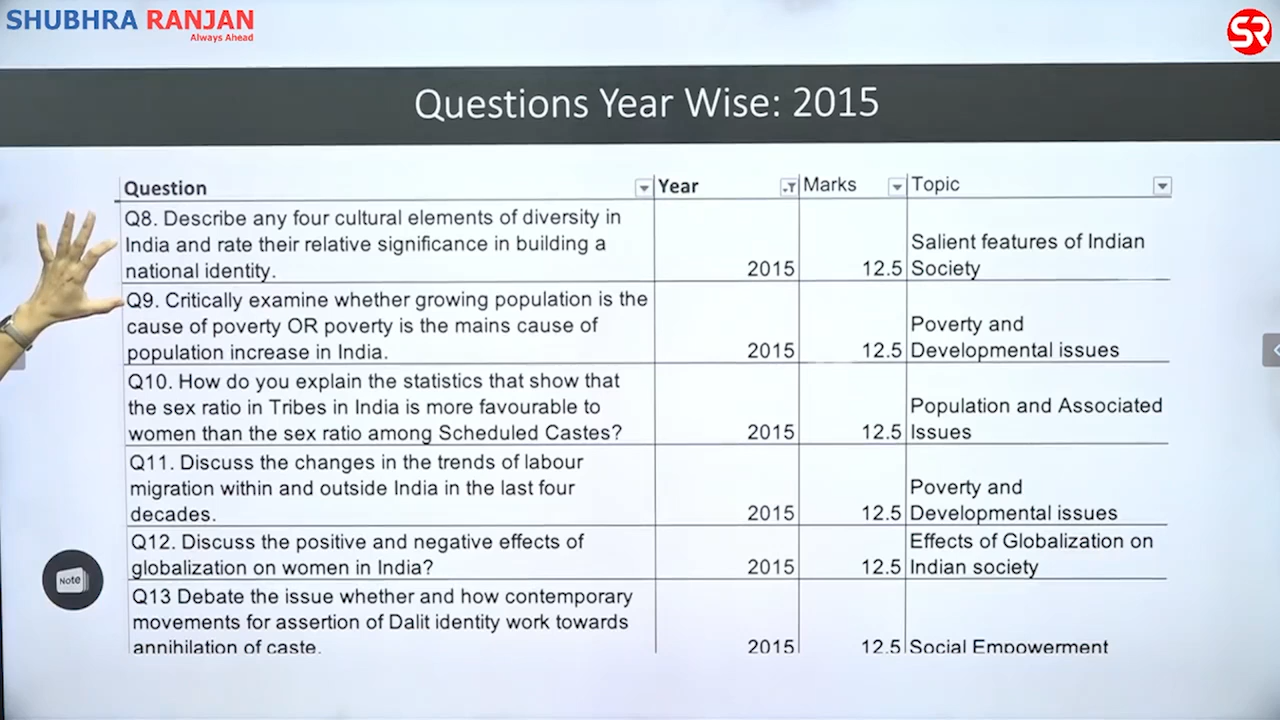 SHUBHRA RANJAN
Always Ahead
SR
Questions Year Wise: 2015
Question Year Marks Topic
Q8. Describe any four cultural elements of diversity in
India and rate their relative significance in building a
national identity.
2015 12.5 Salient features of Indian
Society
Q9. Critically examine whether growing population is the
cause of poverty OR poverty is the mains cause of
population increase in India.
2015 12.5 Poverty and
Developmental issues
Q10. How do you explain the statistics that show that
the sex ratio in Tribes in India is more favourable to
women than the sex ratio among Scheduled Castes?
2015 12.5 Population and Associated
Issues
Q11. Discuss the changes in the trends of labour
migration within and outside India in the last four
decades.
2015 12.5 Poverty and
Developmental issues
Q12. Discuss the positive and negative effects of
globalization on women in India?
2015 12.5 Effects of Globalization on
Indian society
Q13 Debate the issue whether and how contemporary
movements for assertion of Dalit identity work towards
annihilation of caste.
2015 12.5 Social Empowerment
Note